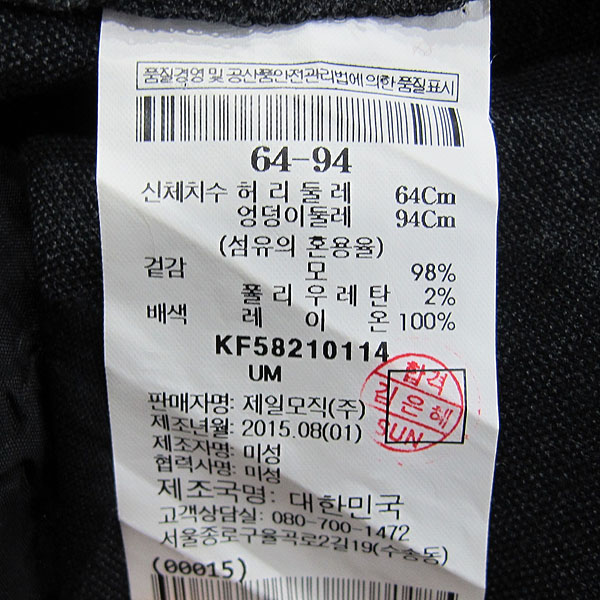 품질경영 및 공산품안전관리법에 의한 품질표시
64-94
신체치수 허 리 둘 레 64Cm
엉덩이둘레 94Cm
(섬유의 혼용율)
겉감 모 98%
폴 리 우 레 탄 2%
배색 레 이 온 100%
KF58210114
UM
합격
김은혜
SUN
판매자명: 제일모직(주)
제조년월: 2015.08(01)
제조자명: 미성
협력사명: 미성
제조국명: 대한민국
고객상담실: 080-700-1472
서울종로구율곡로2길19(수송동)
(00015)